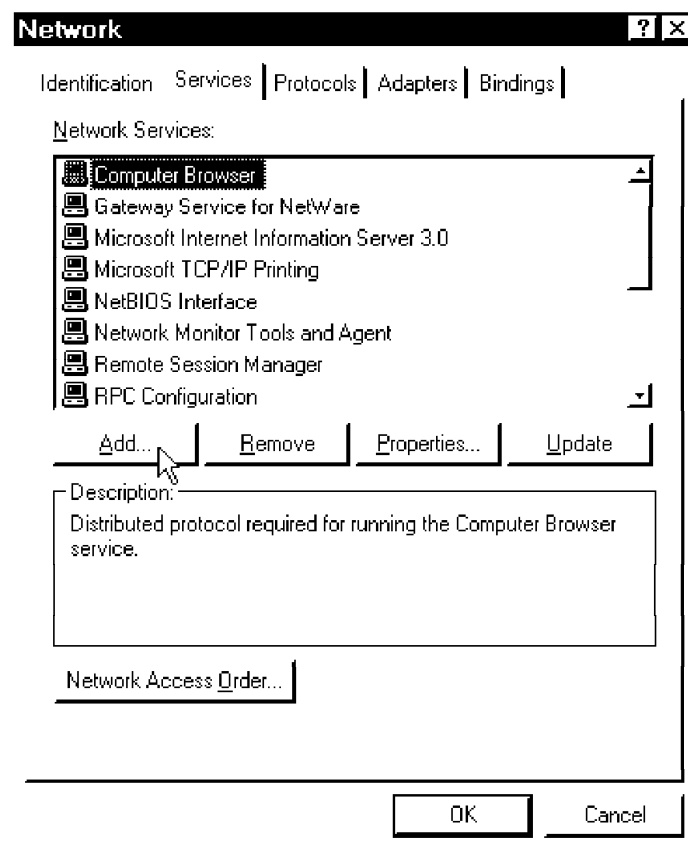 Network
Identification Services Protocols Adapters Bindings
Network Services:
Computer Browser
Gateway Service for NetWare
Microsoft Internet Information Server 3.0
Microsoft TCP/IP Printing
NetBIOS Interface
Network Monitor Tools and Agent
Remote Session Manager
RPC Configuration
Add... Remove Properties... Update
Description:
Distributed protocol required for running the Computer Browser
service.
Network Access Order...
OK Cancel